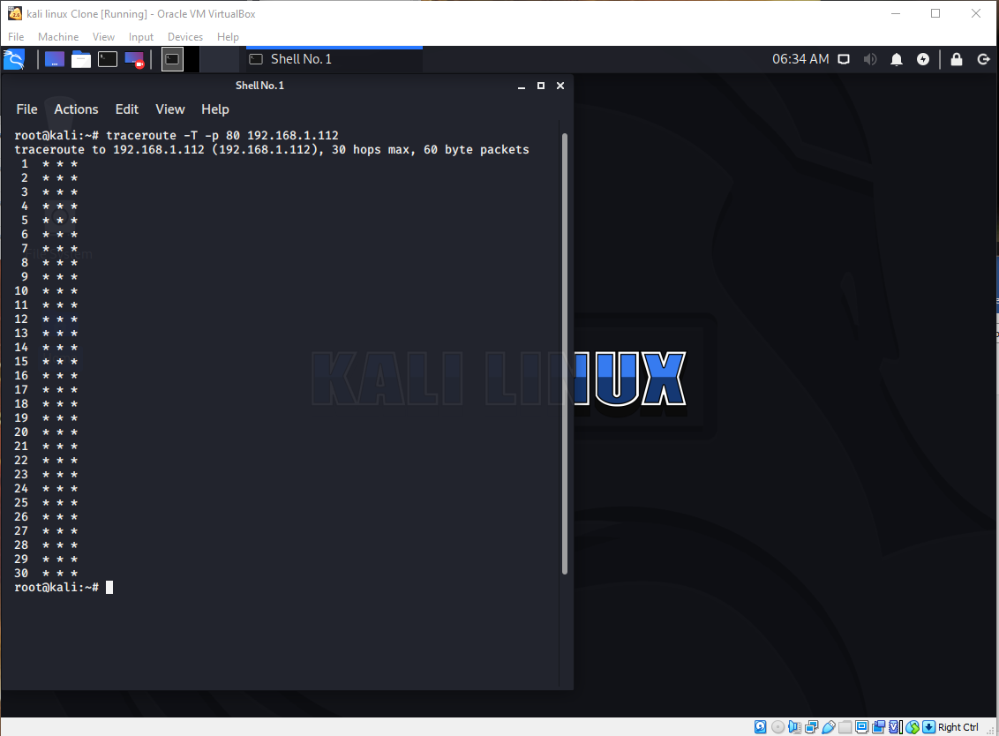 kali linux Clone [Running] - Oracle VM VirtualBox
File Machine View Input Devices Help
Shell No. 1
06:34 AM
Shell No. 1
File Actions Edit View Help
root@kali:~# traceroute -T -p 80 192.168.1.112
traceroute to 192.168.1.112 (192.168.1.112), 30 hops max, 60 byte packets
1 * * *
2 * * *
3 * * *
4 * * *
5 * * *
6 * * *
7 * * *
8 * * *
9 * * *
10 * * *
11 * * *
12 * * *
13 * * *
14 * * *
15 * * *
16 * * *
17 * * *
18 * * *
19 * * *
20 * * *
21 * * *
22 * * *
23 * * *
24 * * *
25 * * *
26 * * *
27 * * *
28 * * *
29 * * *
30 * * *
root@kali:~#
KALI LINUX
Right Ctrl